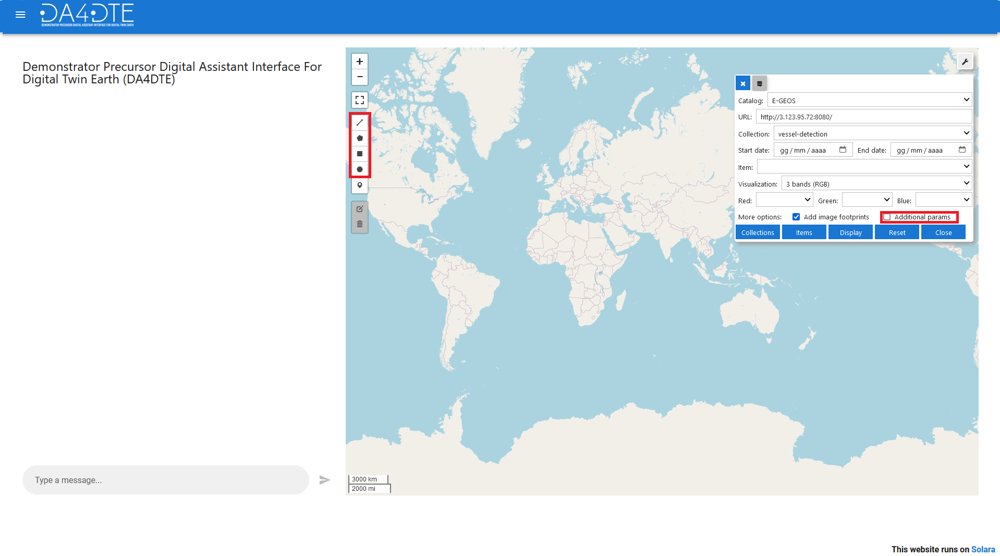 DA4DTE
DEMONSTRATOR PRECURSOR DIGITAL ASSISTANT INTERFACE FOR DIGITAL TWIN EARTH
Demonstrator Precursor Digital Assistant Interface For
Digital Twin Earth (DA4DTE)
+
−
Catalog: E-GEOS
URL: http://3.123.95.72:8080/
Collection: vessel-detection
Start date: gg/mm/aaaa End date: gg/mm/aaaa
Item:
Visualization: 3 bands (RGB)
Red: Green: Blue:
More options: Add image footprints Additional params
Collections Items Display Reset Close
Type a message...
3000 km
2000 mi
This website runs on Solara